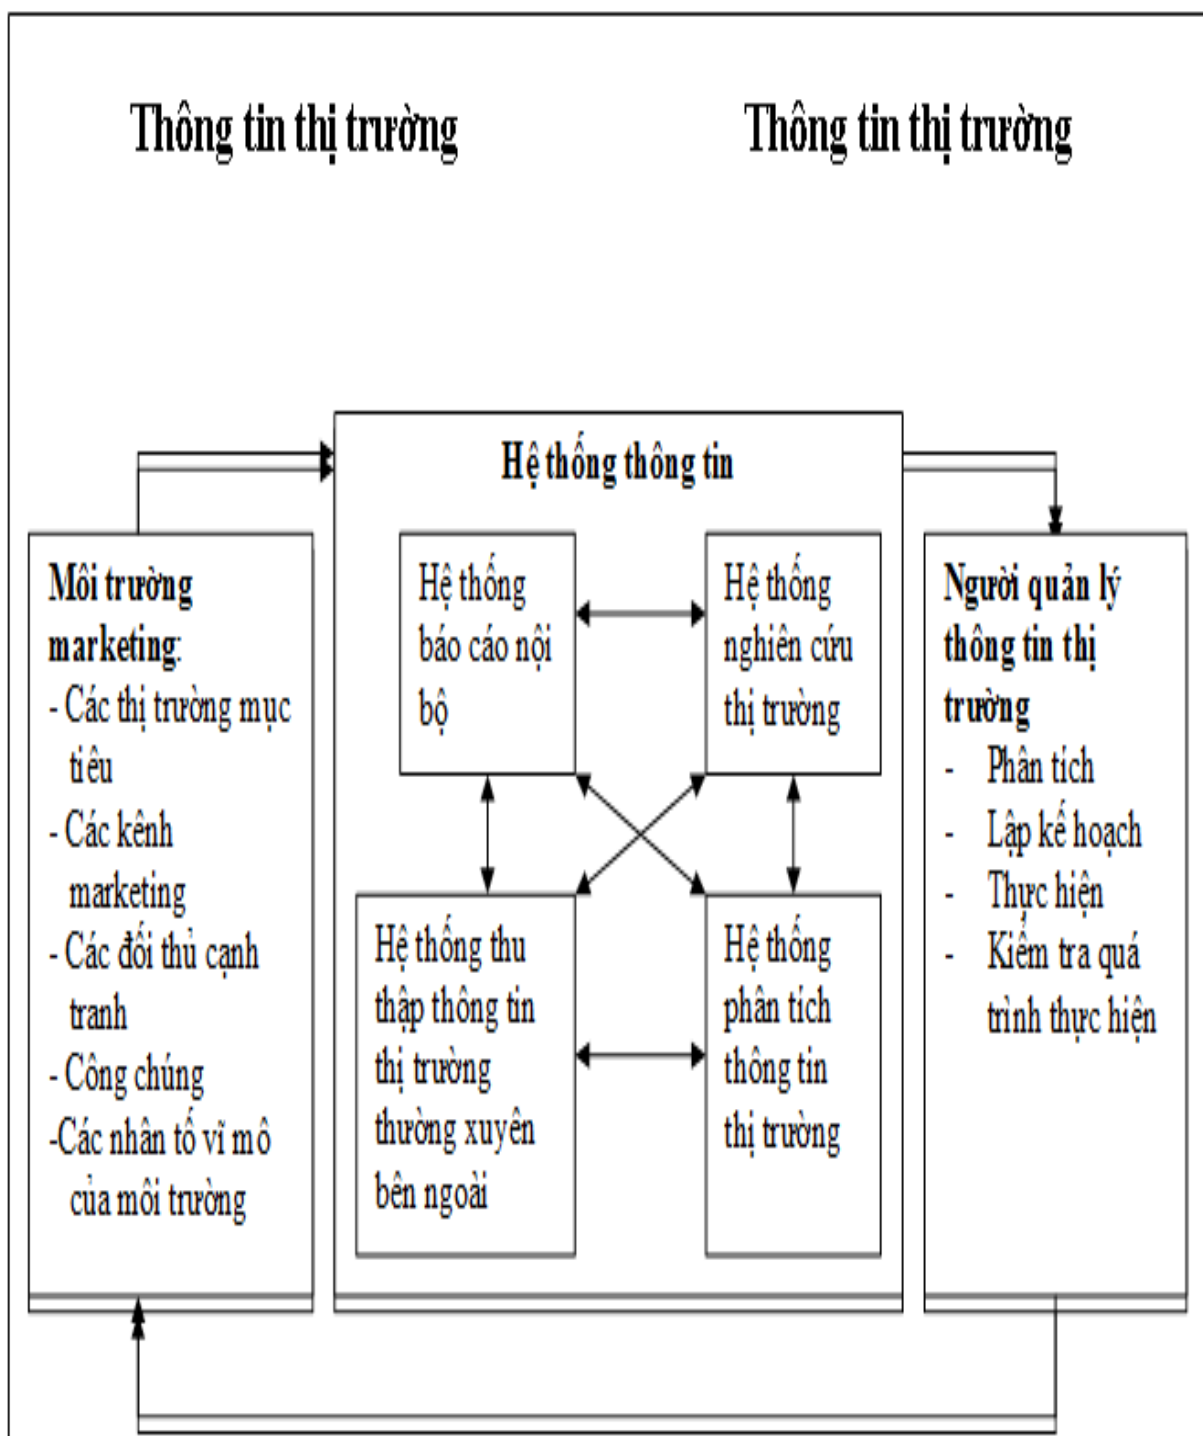 Thông tin thị trường
Thông tin thị trường
Hệ thống thông tin
Môi trường
marketing:
- Các thị trường mục
tiêu
- Các kênh
marketing
- Các đối thủ cạnh
tranh
- Công chúng
-Các nhân tố vĩ mô
của môi trường
Hệ thống
báo cáo nội
bộ
Hệ thống
nghiên cứu
thị trường
Hệ thống thu
thập thông tin
thị trường
thường xuyên
bên ngoài
Hệ thống
phân tích
thông tin
thị trường
Người quản lý
thông tin thị
trường
- Phân tích
- Lập kế hoạch
- Thực hiện
- Kiểm tra quá
trình thực hiện